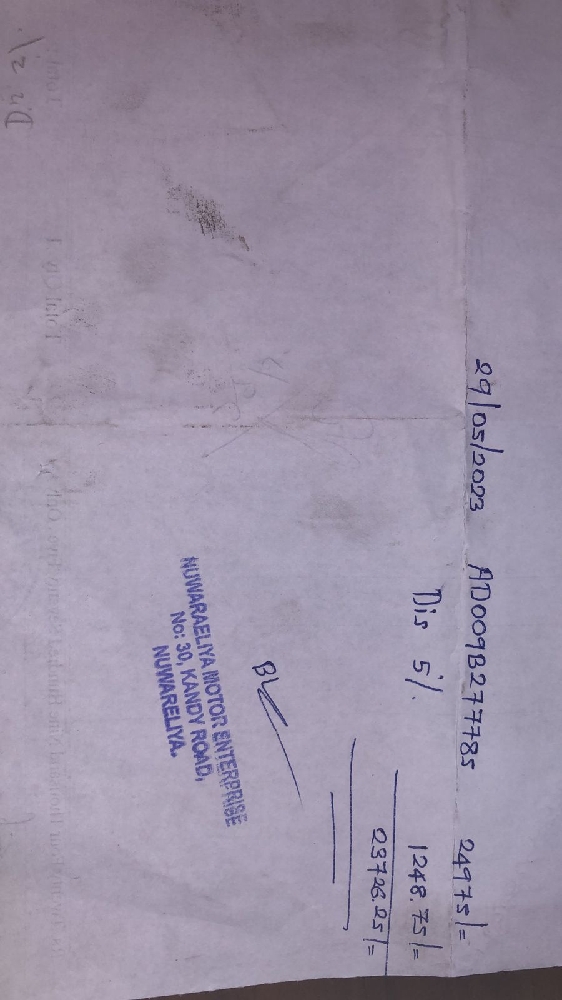 29/05/2023 AD009B277785 24975/=
Dis 5%. 1248.75/=
23726.25/=
BL
NUWARAELIYA MOTOR ENTERPRISE
No: 30, KANDY ROAD,
NUWARELIYA.
Dis 2%.